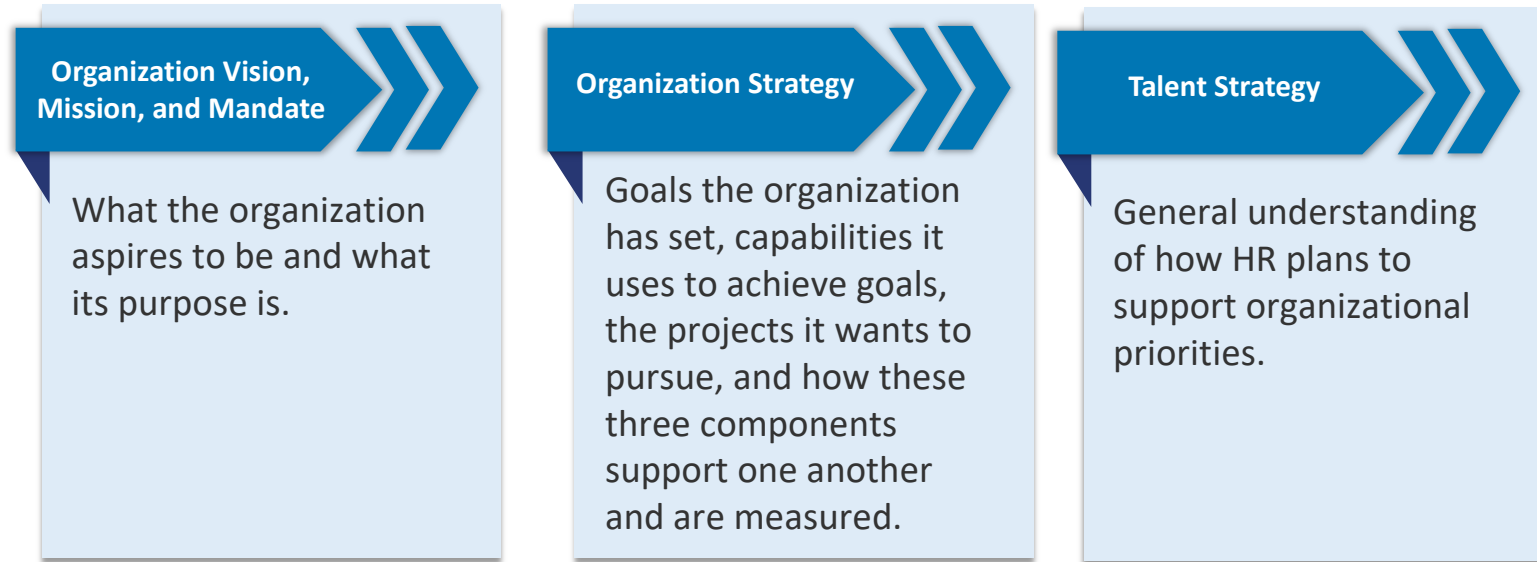 Organization Vision,
Mission, and Mandate
What the organization
aspires to be and what
its purpose is.
Organization Strategy
Goals the organization
has set, capabilities it
uses to achieve goals,
the projects it wants to
pursue, and how these
three components
support one another
and are measured.
Talent Strategy
General understanding
of how HR plans to
support organizational
priorities.